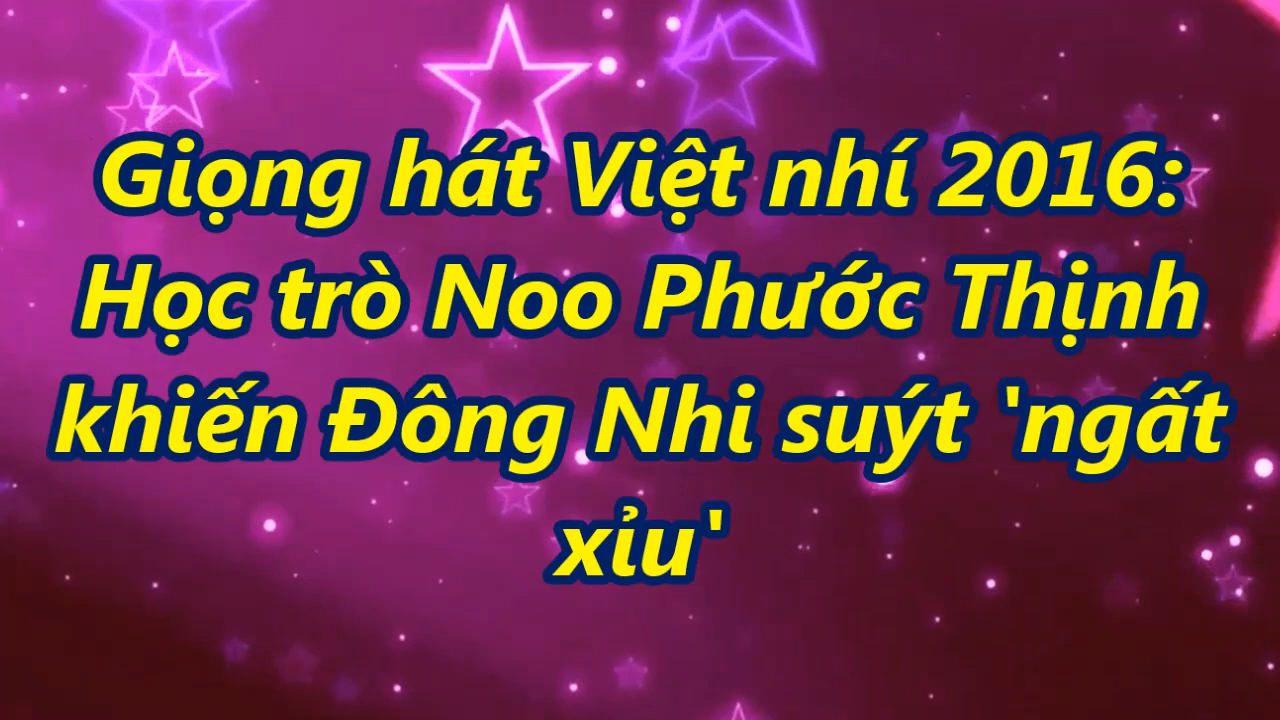 Giọng hát Việt nhí 2016:
Học trò Noo Phước Thịnh
khiến Đông Nhi suýt 'ngất
xỉu'